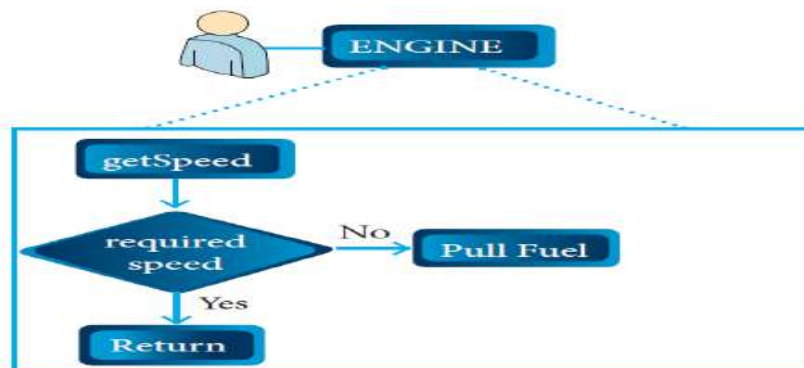 ENGINE
getSpeed
required
speed
No
Pull Fuel
Yes
Return